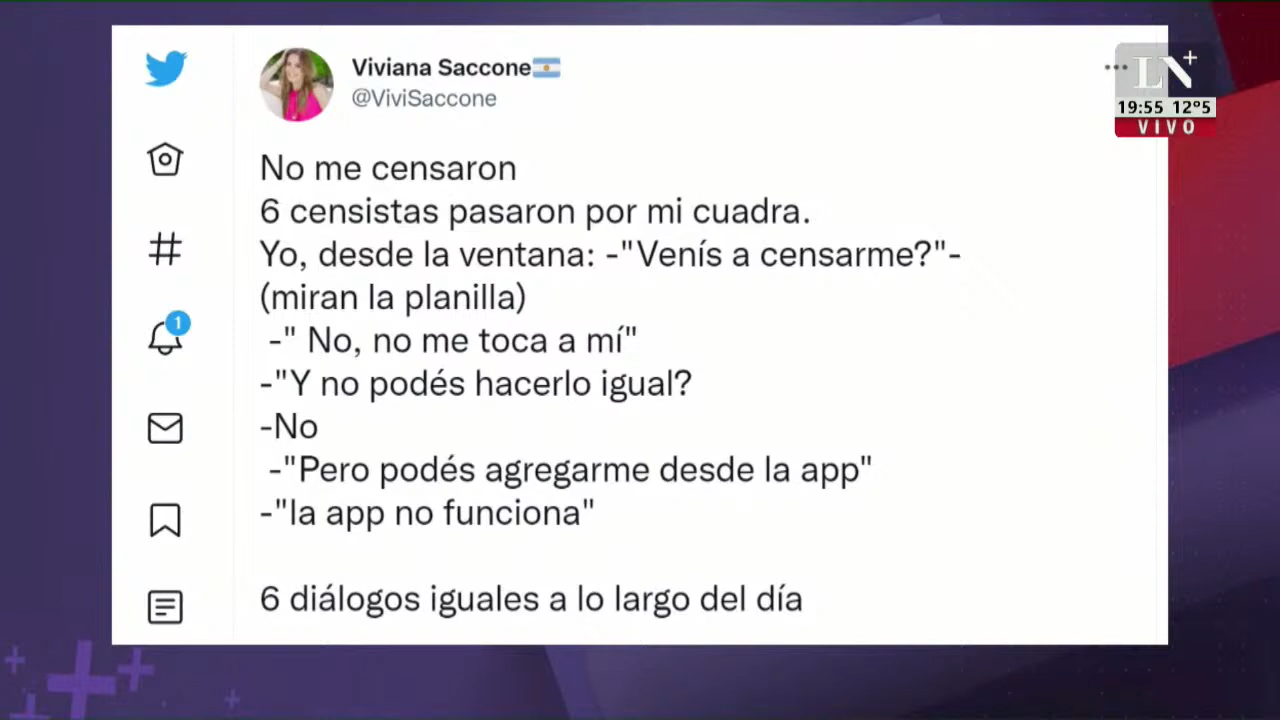 Viviana Saccone🇦🇷
@ViviSaccone
LN+
19:55 12°5
VIVO
No me censaron
6 censistas pasaron por mi cuadra.
Yo, desde la ventana: -"Venís a censarme?"-
(miran la planilla)
-" No, no me toca a mí"
-"Y no podés hacerlo igual?
-No
-"Pero podés agregarme desde la app"
-"la app no funciona"
6 diálogos iguales a lo largo del día
1